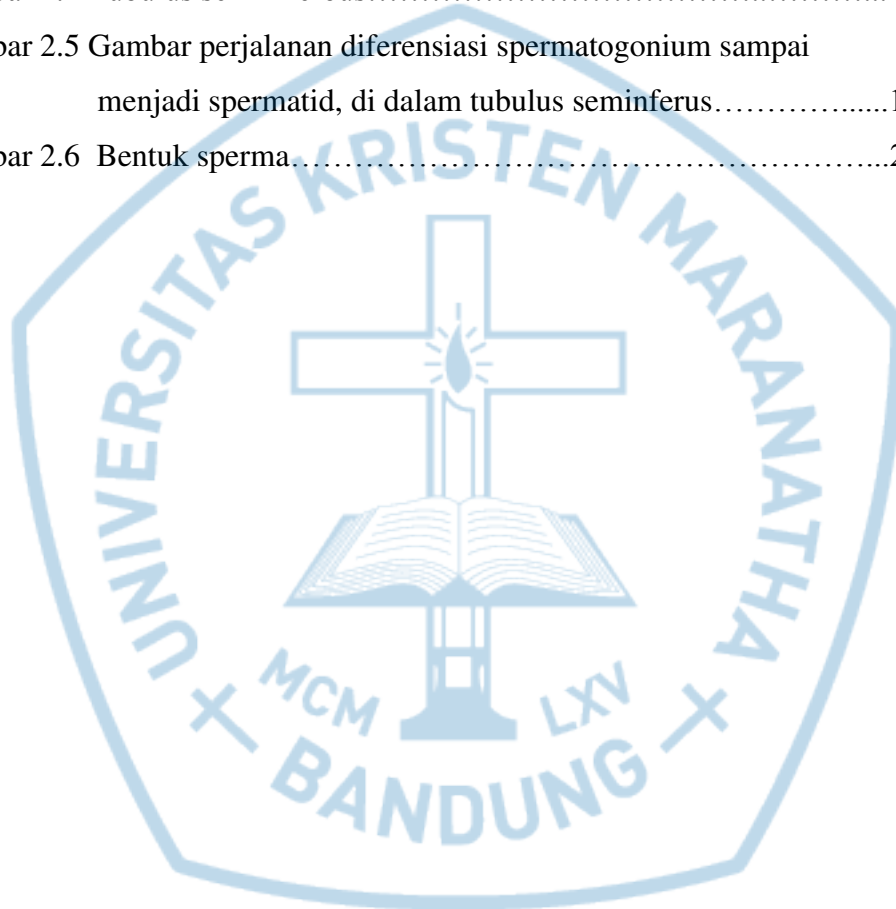 bar 2.5 Gambar perjalanan diferensiasi spermatogonium sampai
menjadi spermatid, di dalam tubulus seminferus…………......1
bar 2.6 Bentuk sperma…………………………………………………...2
UNIVERSITAS KRISTEN MARANATHA
MCM LXV
BANDUNG